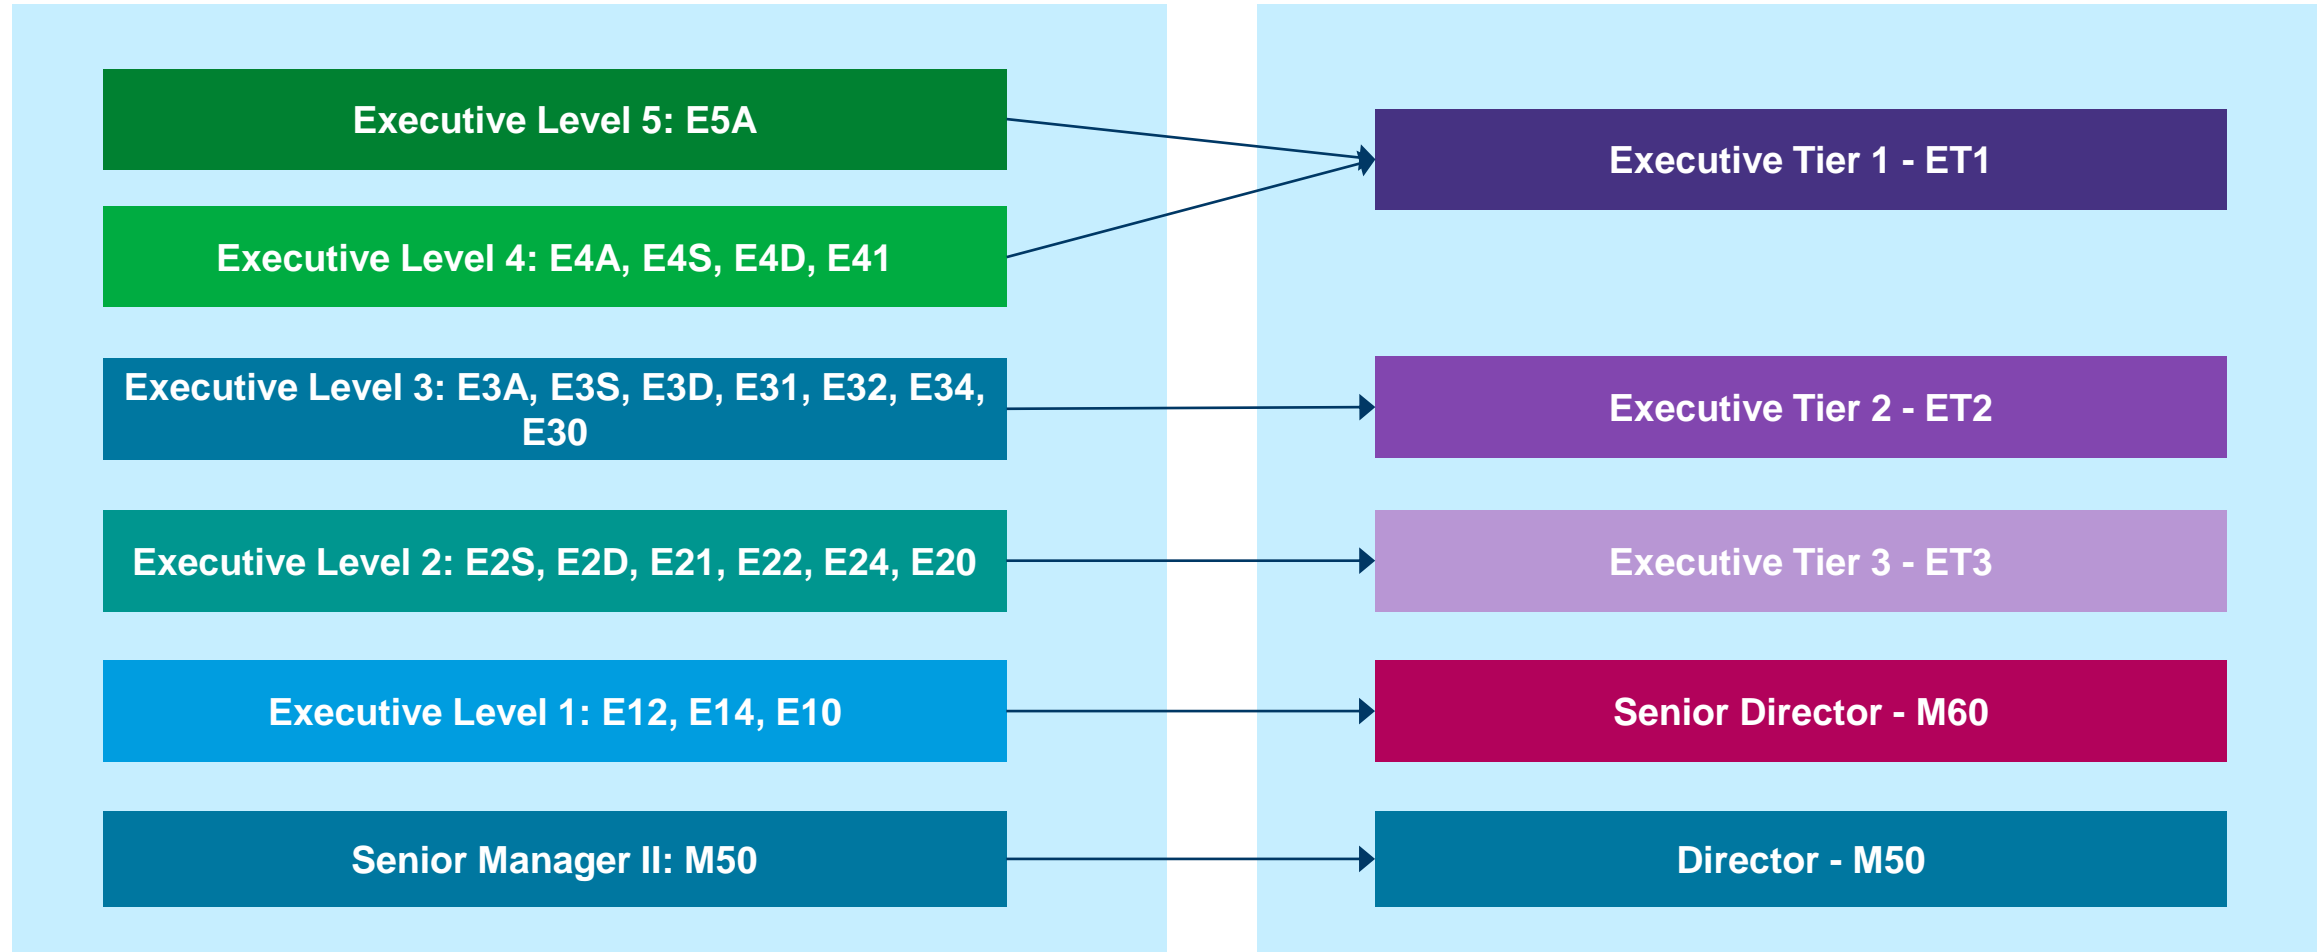 Executive Level 5: E5A
Executive Level 4: E4A, E4S, E4D, E41
Executive Level 3: E3A, E3S, E3D, E31, E32, E34,
E30
Executive Level 2: E2S, E2D, E21, E22, E24, E20
Executive Level 1: E12, E14, E10
Senior Manager II: M50
Executive Tier 1 - ET1
Executive Tier 2 - ET2
Executive Tier 3 - ET3
Senior Director - M60
Director - M50